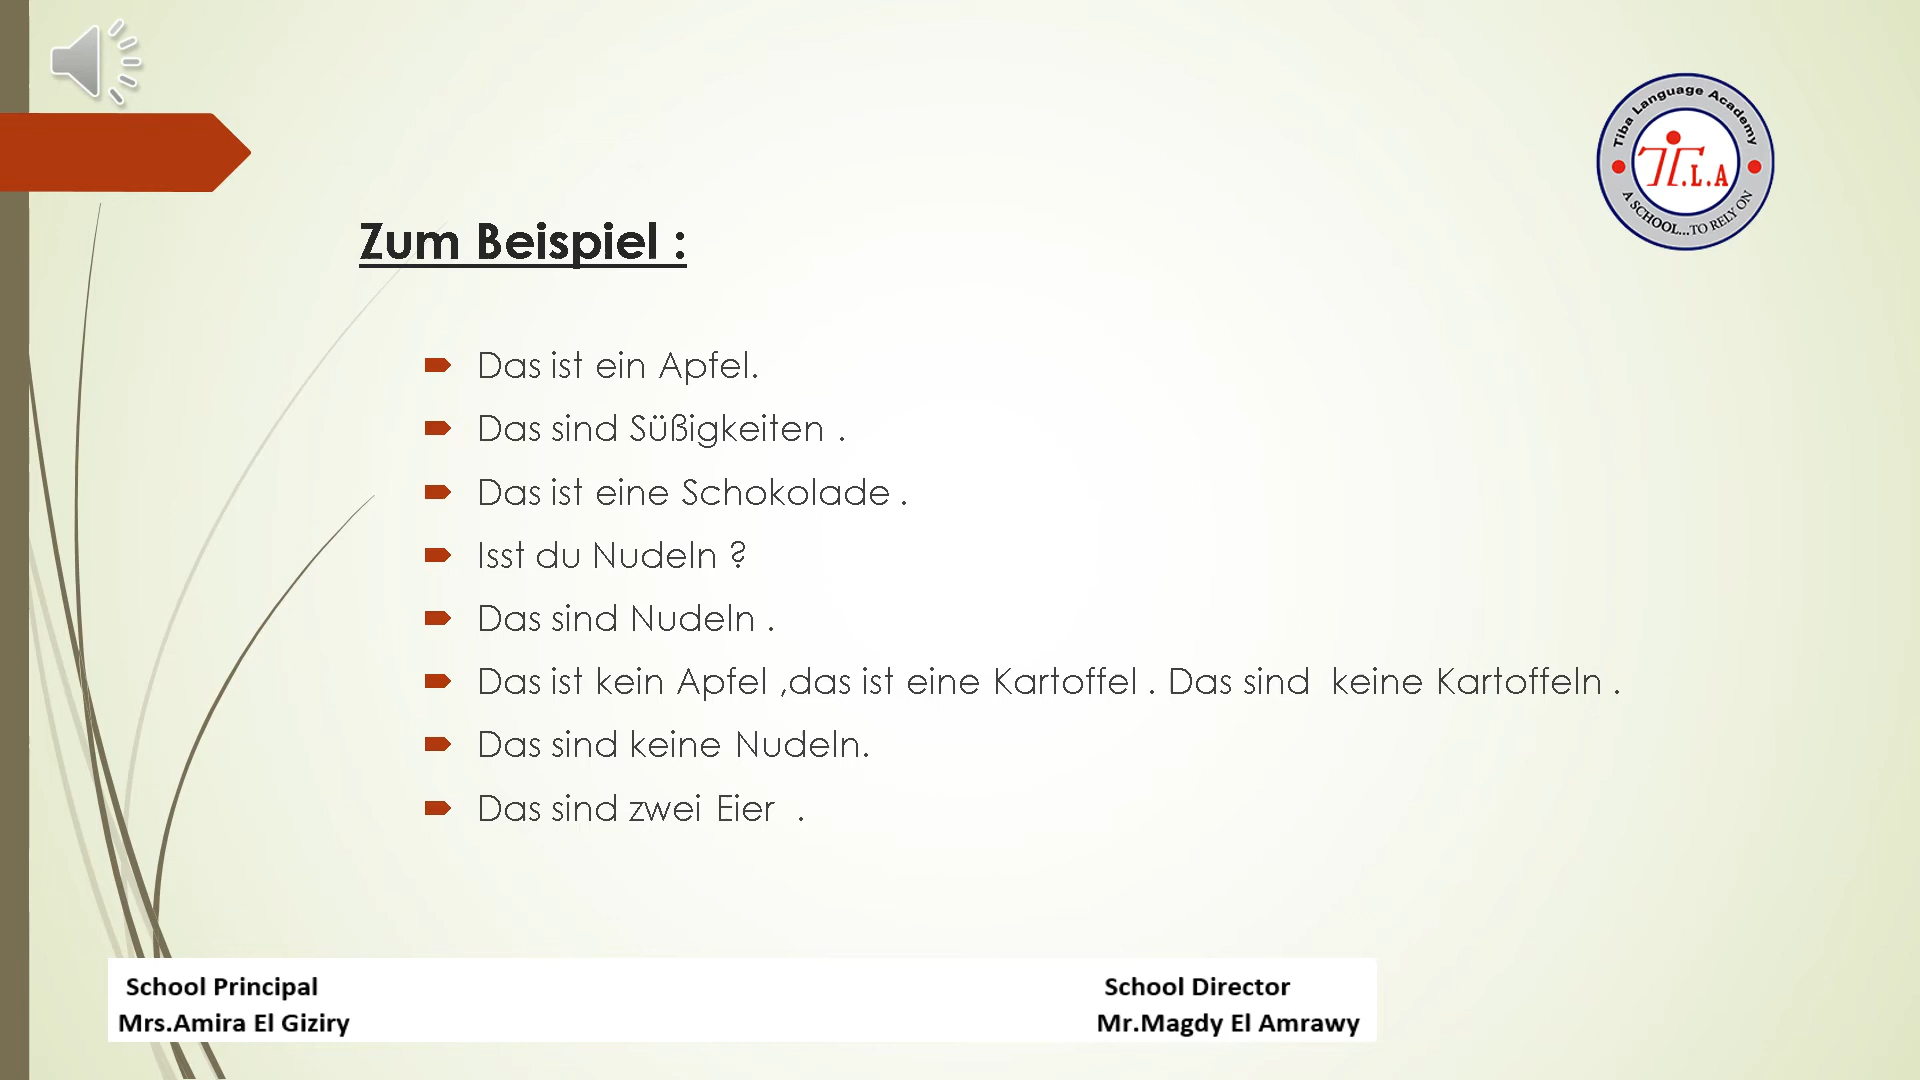 Tiba Language Academy
T.L.A
A SCHOOL...TO RELY ON
Zum Beispiel :
Das ist ein Apfel.
Das sind Süßigkeiten .
Das ist eine Schokolade .
Isst du Nudeln ?
Das sind Nudeln .
Das ist kein Apfel ,das ist eine Kartoffel . Das sind keine Kartoffeln .
Das sind keine Nudeln.
Das sind zwei Eier .
School Principal
Mrs.Amira El Giziry
School Director
Mr.Magdy El Amrawy